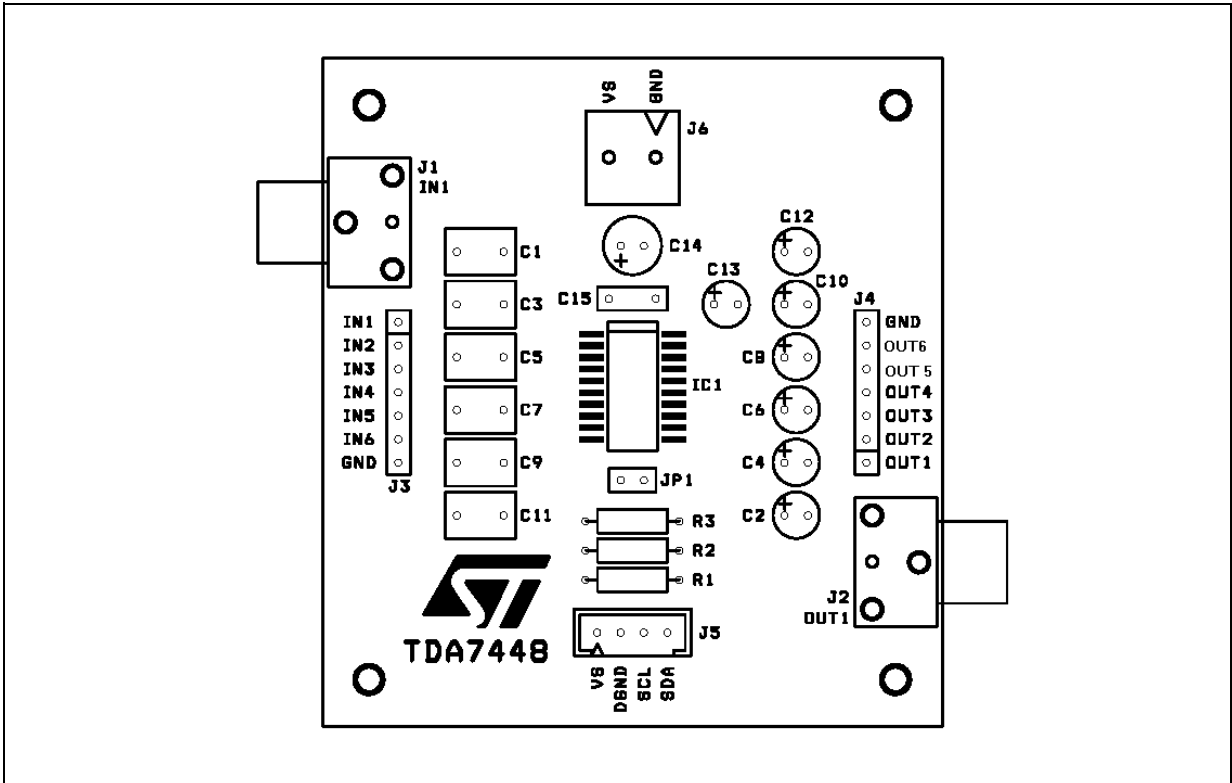 VS
GND
J6
J1
IN1
C12
C1
C14
C13
C10
C3
C15
J4
IN1
GND
IN2
OUT6
IN3
C5
C8
OUT 5
IC1
IN4
OUT4
IN5
C7
C6
OUT3
IN6
OUT2
GND
C9
C4
OUT1
J3
JP1
C11
R3
C2
R2
R1
ST
J2
OUT1
TDA7448
J5
VS
DGND
SCL
SDA